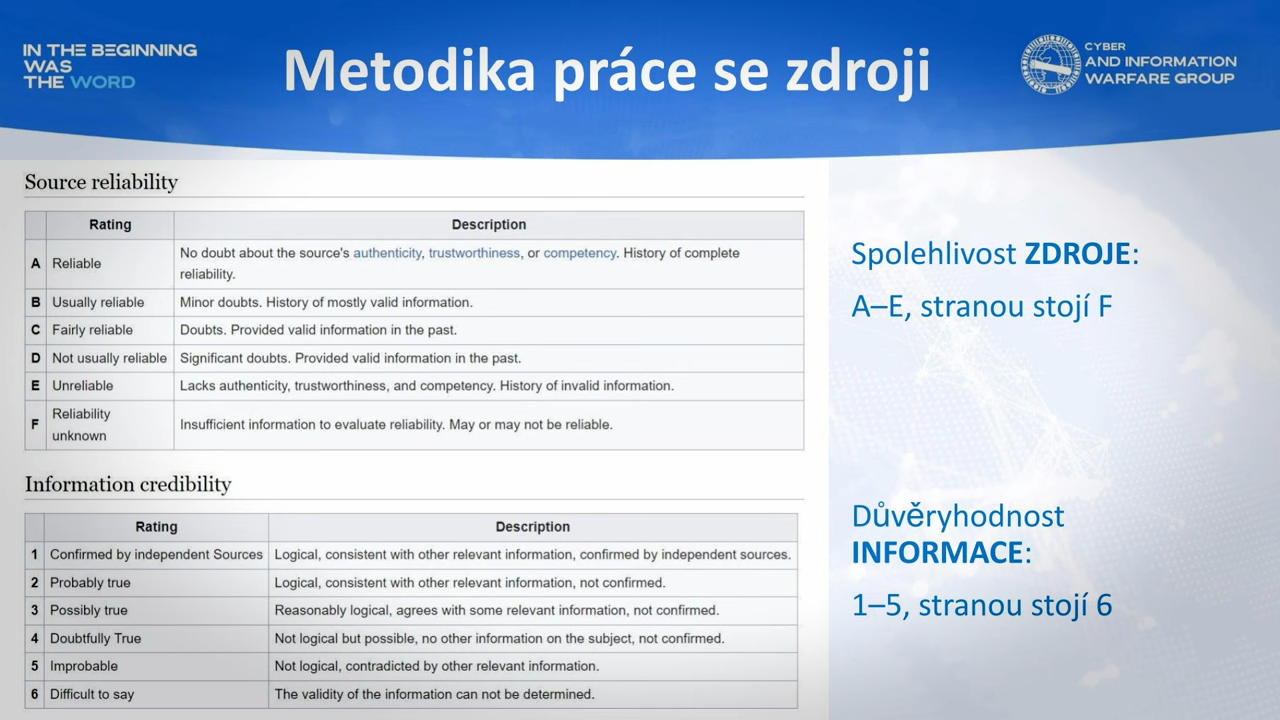 IN THE BEGINNING
WAS
THE WORD
Metodika práce se zdroji
CYBER
AND INFORMATION
WARFARE GROUP
Source reliability
Rating Description
A Reliable No doubt about the source's authenticity, trustworthiness, or competency. History of complete
reliability.
B Usually reliable Minor doubts. History of mostly valid information.
C Fairly reliable Doubts. Provided valid information in the past.
D Not usually reliable Significant doubts. Provided valid information in the past.
E Unreliable Lacks authenticity, trustworthiness, and competency. History of invalid information.
F Reliability
unknown Insufficient information to evaluate reliability. May or may not be reliable.
Information credibility
Rating Description
1 Confirmed by independent Sources Logical, consistent with other relevant information, confirmed by independent sources.
2 Probably true Logical, consistent with other relevant information, not confirmed.
3 Possibly true Reasonably logical, agrees with some relevant information, not confirmed.
4 Doubtfully True Not logical but possible, no other information on the subject, not confirmed.
5 Improbable Not logical, contradicted by other relevant information.
6 Difficult to say The validity of the information can not be determined.
Spolehlivost ZDROJE:
A–E, stranou stojí F
Důvěryhodnost
INFORMACE:
1–5, stranou stojí 6